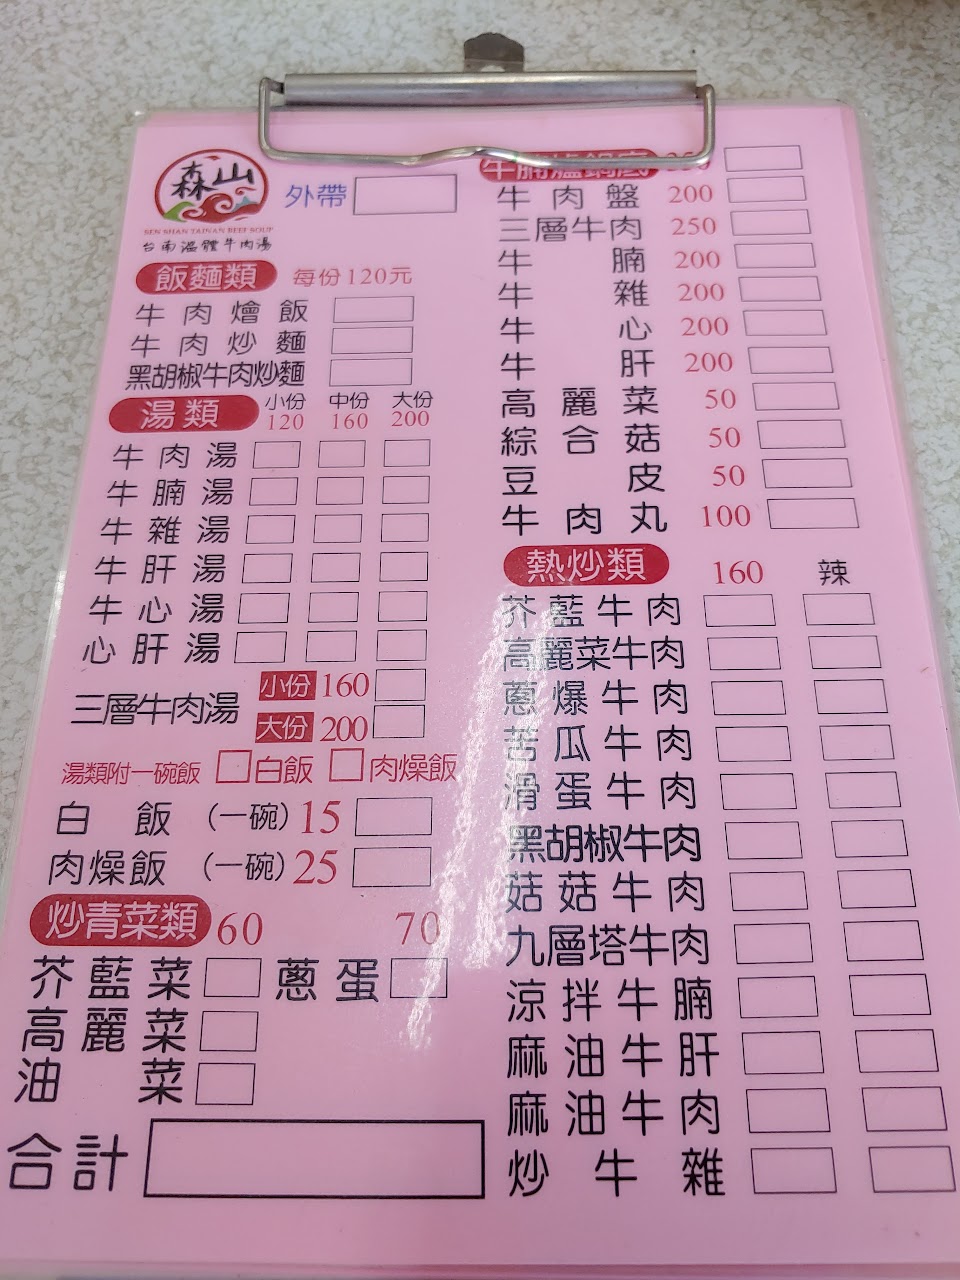 森山
SEN SHAN TAINAN BEEF SOUP
台南溫體牛肉湯
外帶
飯麵類 每份120元
牛肉燴飯
牛肉炒麵
黑胡椒牛肉炒麵
湯類 小份 中份 大份
120 160 200
牛肉湯
牛腩湯
牛雜湯
牛肝湯
牛心湯
心肝湯
三層牛肉湯 小份 160
大份 200
湯類附一碗飯 白飯 肉燥飯
白飯 (一碗) 15
肉燥飯 (一碗) 25
炒青菜類 60 70
芥藍菜 蔥蛋
高麗菜
油菜
合計
牛腩爐鍋底
牛肉盤 200
三層牛肉 250
牛腩 200
牛雜 200
牛心 200
牛肝 200
高麗菜 50
綜合菇 50
豆皮 50
牛肉丸 100
熱炒類 160 辣
芥藍牛肉
高麗菜牛肉
蔥爆牛肉
苦瓜牛肉
滑蛋牛肉
黑胡椒牛肉
菇菇牛肉
九層塔牛肉
涼拌牛腩
麻油牛肝
麻油牛肉
炒牛雜